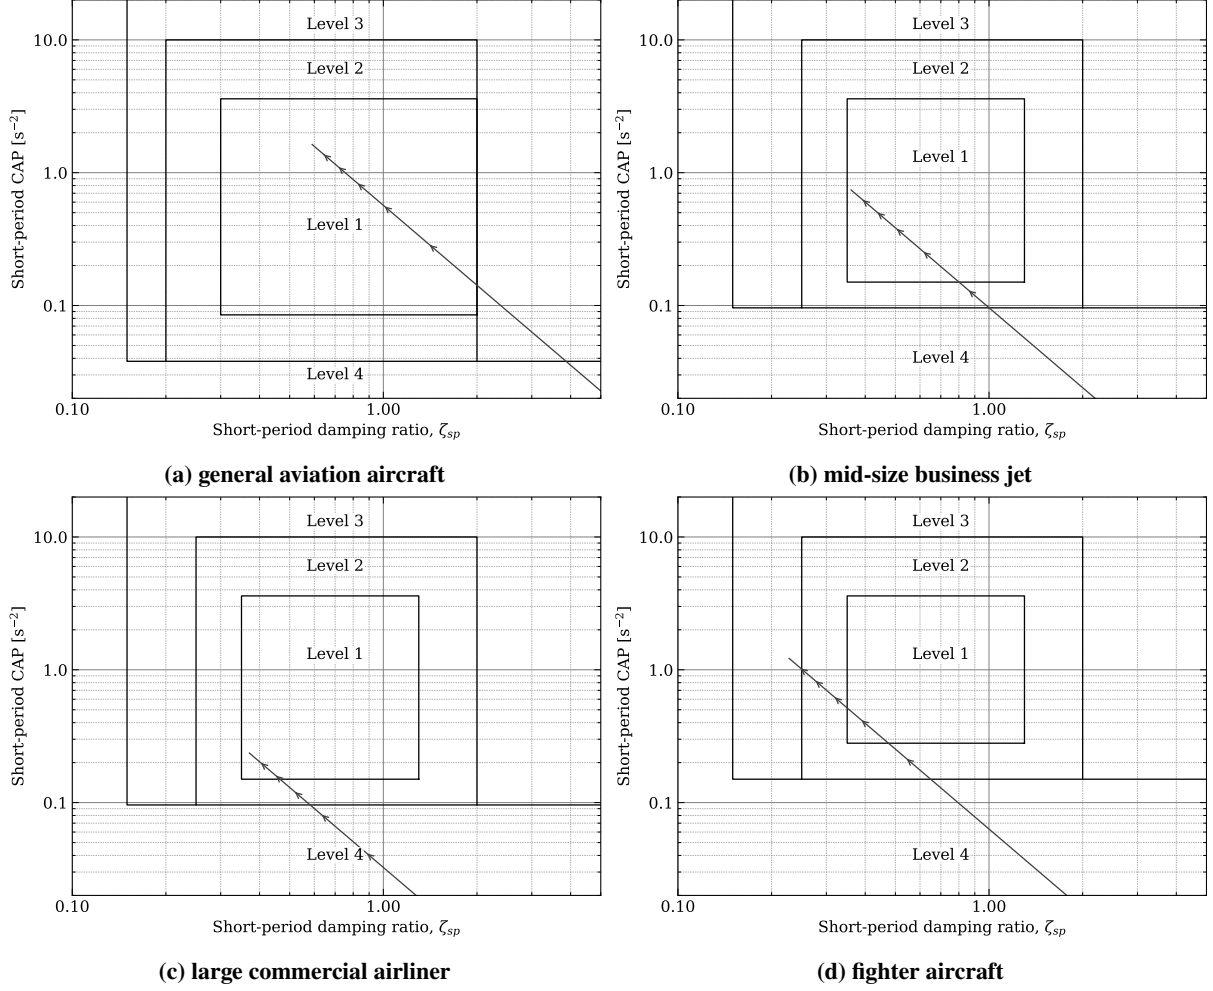 Level 3
10.0
Level 2
1.0
Level 1
0.1
Level 4
0.10
1.00
Short-period CAP [s⁻²]
Short-period damping ratio, ζsp
(a) general aviation aircraft
Level 3
10.0
Level 2
Level 1
1.0
0.1
Level 4
0.10
1.00
Short-period CAP [s⁻²]
Short-period damping ratio, ζsp
(b) mid-size business jet
Level 3
10.0
Level 2
Level 1
1.0
0.1
Level 4
0.10
1.00
Short-period CAP [s⁻²]
Short-period damping ratio, ζsp
(c) large commercial airliner
Level 3
10.0
Level 2
Level 1
1.0
0.1
Level 4
0.10
1.00
Short-period CAP [s⁻²]
Short-period damping ratio, ζsp
(d) fighter aircraft